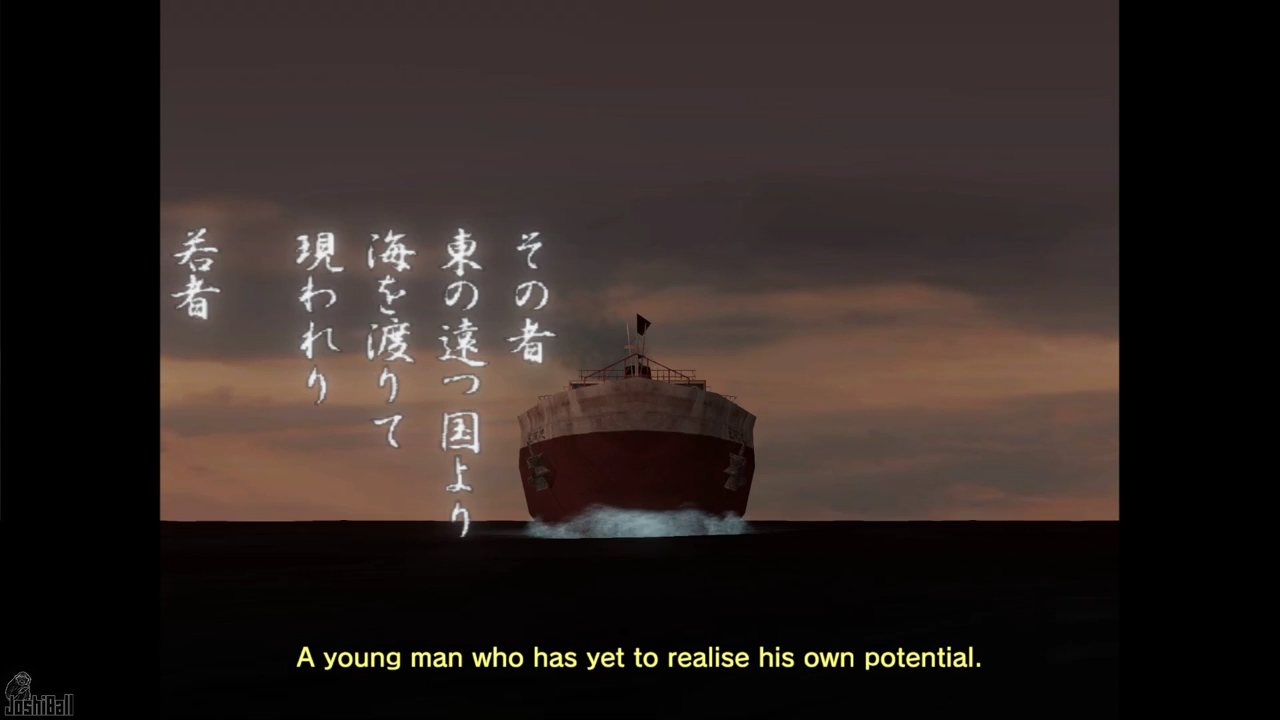 その者
東の遠つ国より
海を渡りて
現われり
若者
A young man who has yet to realise his own potential.
JoshiBall